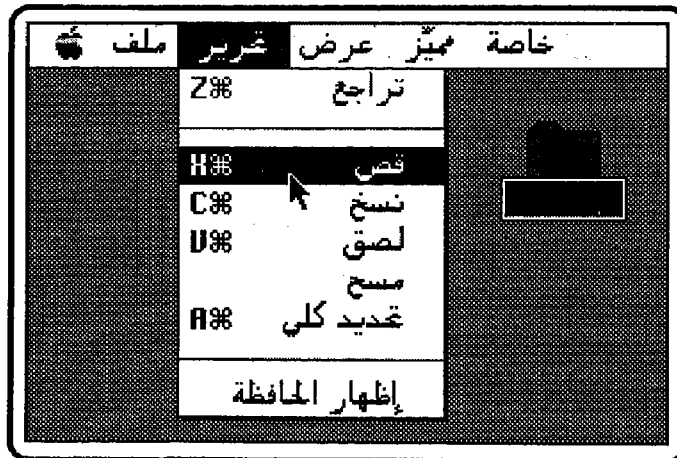 ملف تحرير عرض مميّز خاصة
تراجع ⌘Z
قص ⌘X
نسخ ⌘C
لصق ⌘V
مسح
تحديد كلي ⌘A
إظهار الحافظة